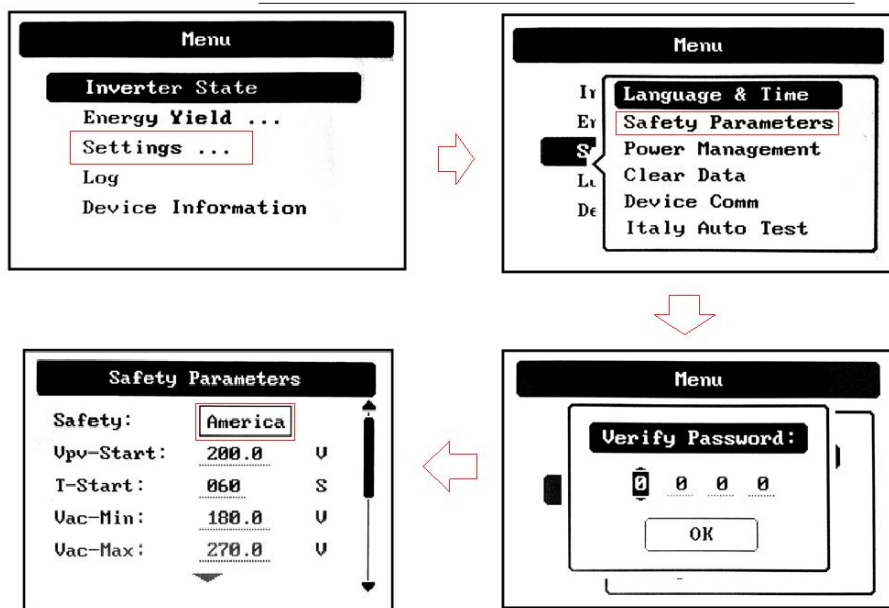 Menu
Inverter State
Energy Yield ...
Settings ...
Log
Device Information
Menu
Language & Time
Safety Parameters
Power Management
Clear Data
Device Comm
Italy Auto Test
Menu
Verify Password:
0 0 0 0
OK
Safety Parameters
Safety: America
Vpv-Start: 200.0 V
T-Start: 060 S
Vac-Min: 180.0 V
Vac-Max: 270.0 V